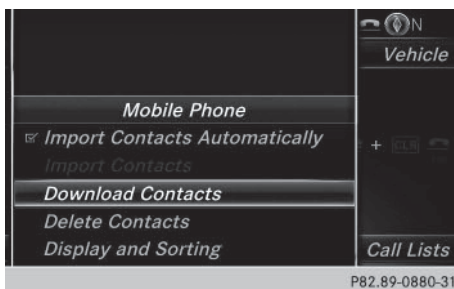 N
Vehicle
Mobile Phone
Import Contacts Automatically
+ CLR
Import Contacts
Download Contacts
Delete Contacts
Display and Sorting
Call Lists
P82.89-0880-31